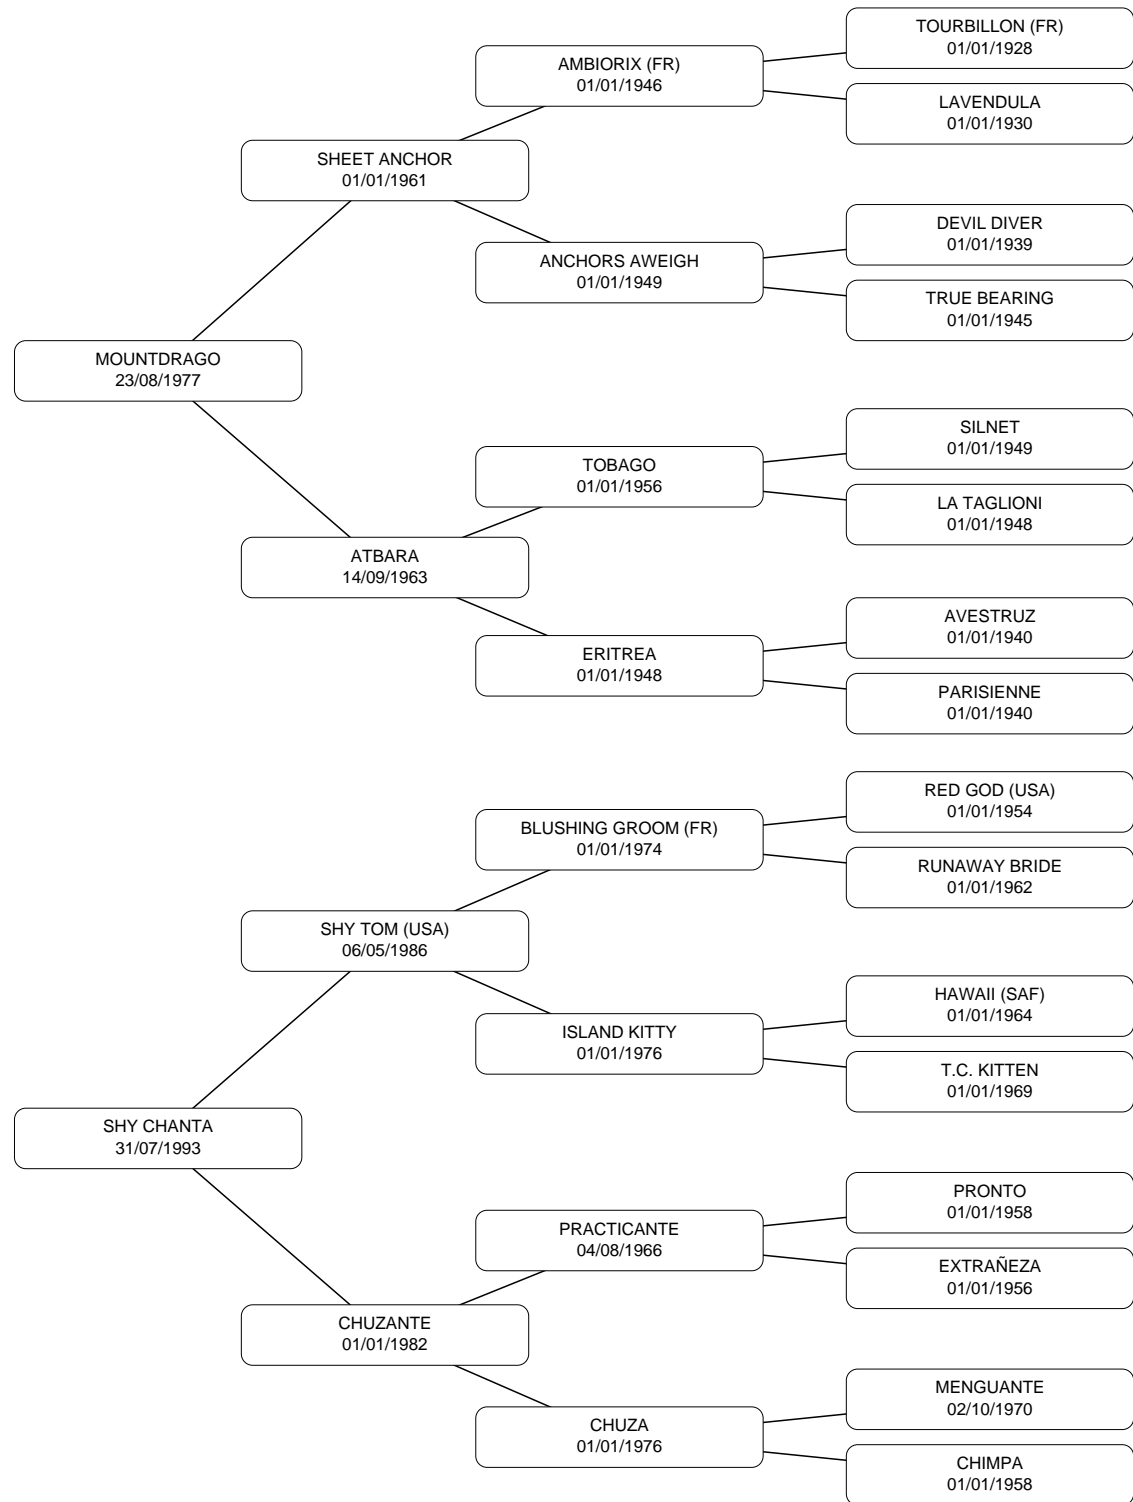 TOURBILLON (FR)
01/01/1928
AMBIORIX (FR)
01/01/1946
LAVENDULA
01/01/1930
SHEET ANCHOR
01/01/1961
DEVIL DIVER
01/01/1939
ANCHORS AWEIGH
01/01/1949
TRUE BEARING
01/01/1945
MOUNTDRAGO
23/08/1977
SILNET
01/01/1949
TOBAGO
01/01/1956
LA TAGLIONI
01/01/1948
ATBARA
14/09/1963
AVESTRUZ
01/01/1940
ERITREA
01/01/1948
PARISIENNE
01/01/1940
RED GOD (USA)
01/01/1954
BLUSHING GROOM (FR)
01/01/1974
RUNAWAY BRIDE
01/01/1962
SHY TOM (USA)
06/05/1986
HAWAII (SAF)
01/01/1964
ISLAND KITTY
01/01/1976
T.C. KITTEN
01/01/1969
SHY CHANTA
31/07/1993
PRONTO
01/01/1958
PRACTICANTE
04/08/1966
EXTRAÑEZA
01/01/1956
CHUZANTE
01/01/1982
MENGUANTE
02/10/1970
CHUZA
01/01/1976
CHIMPA
01/01/1958